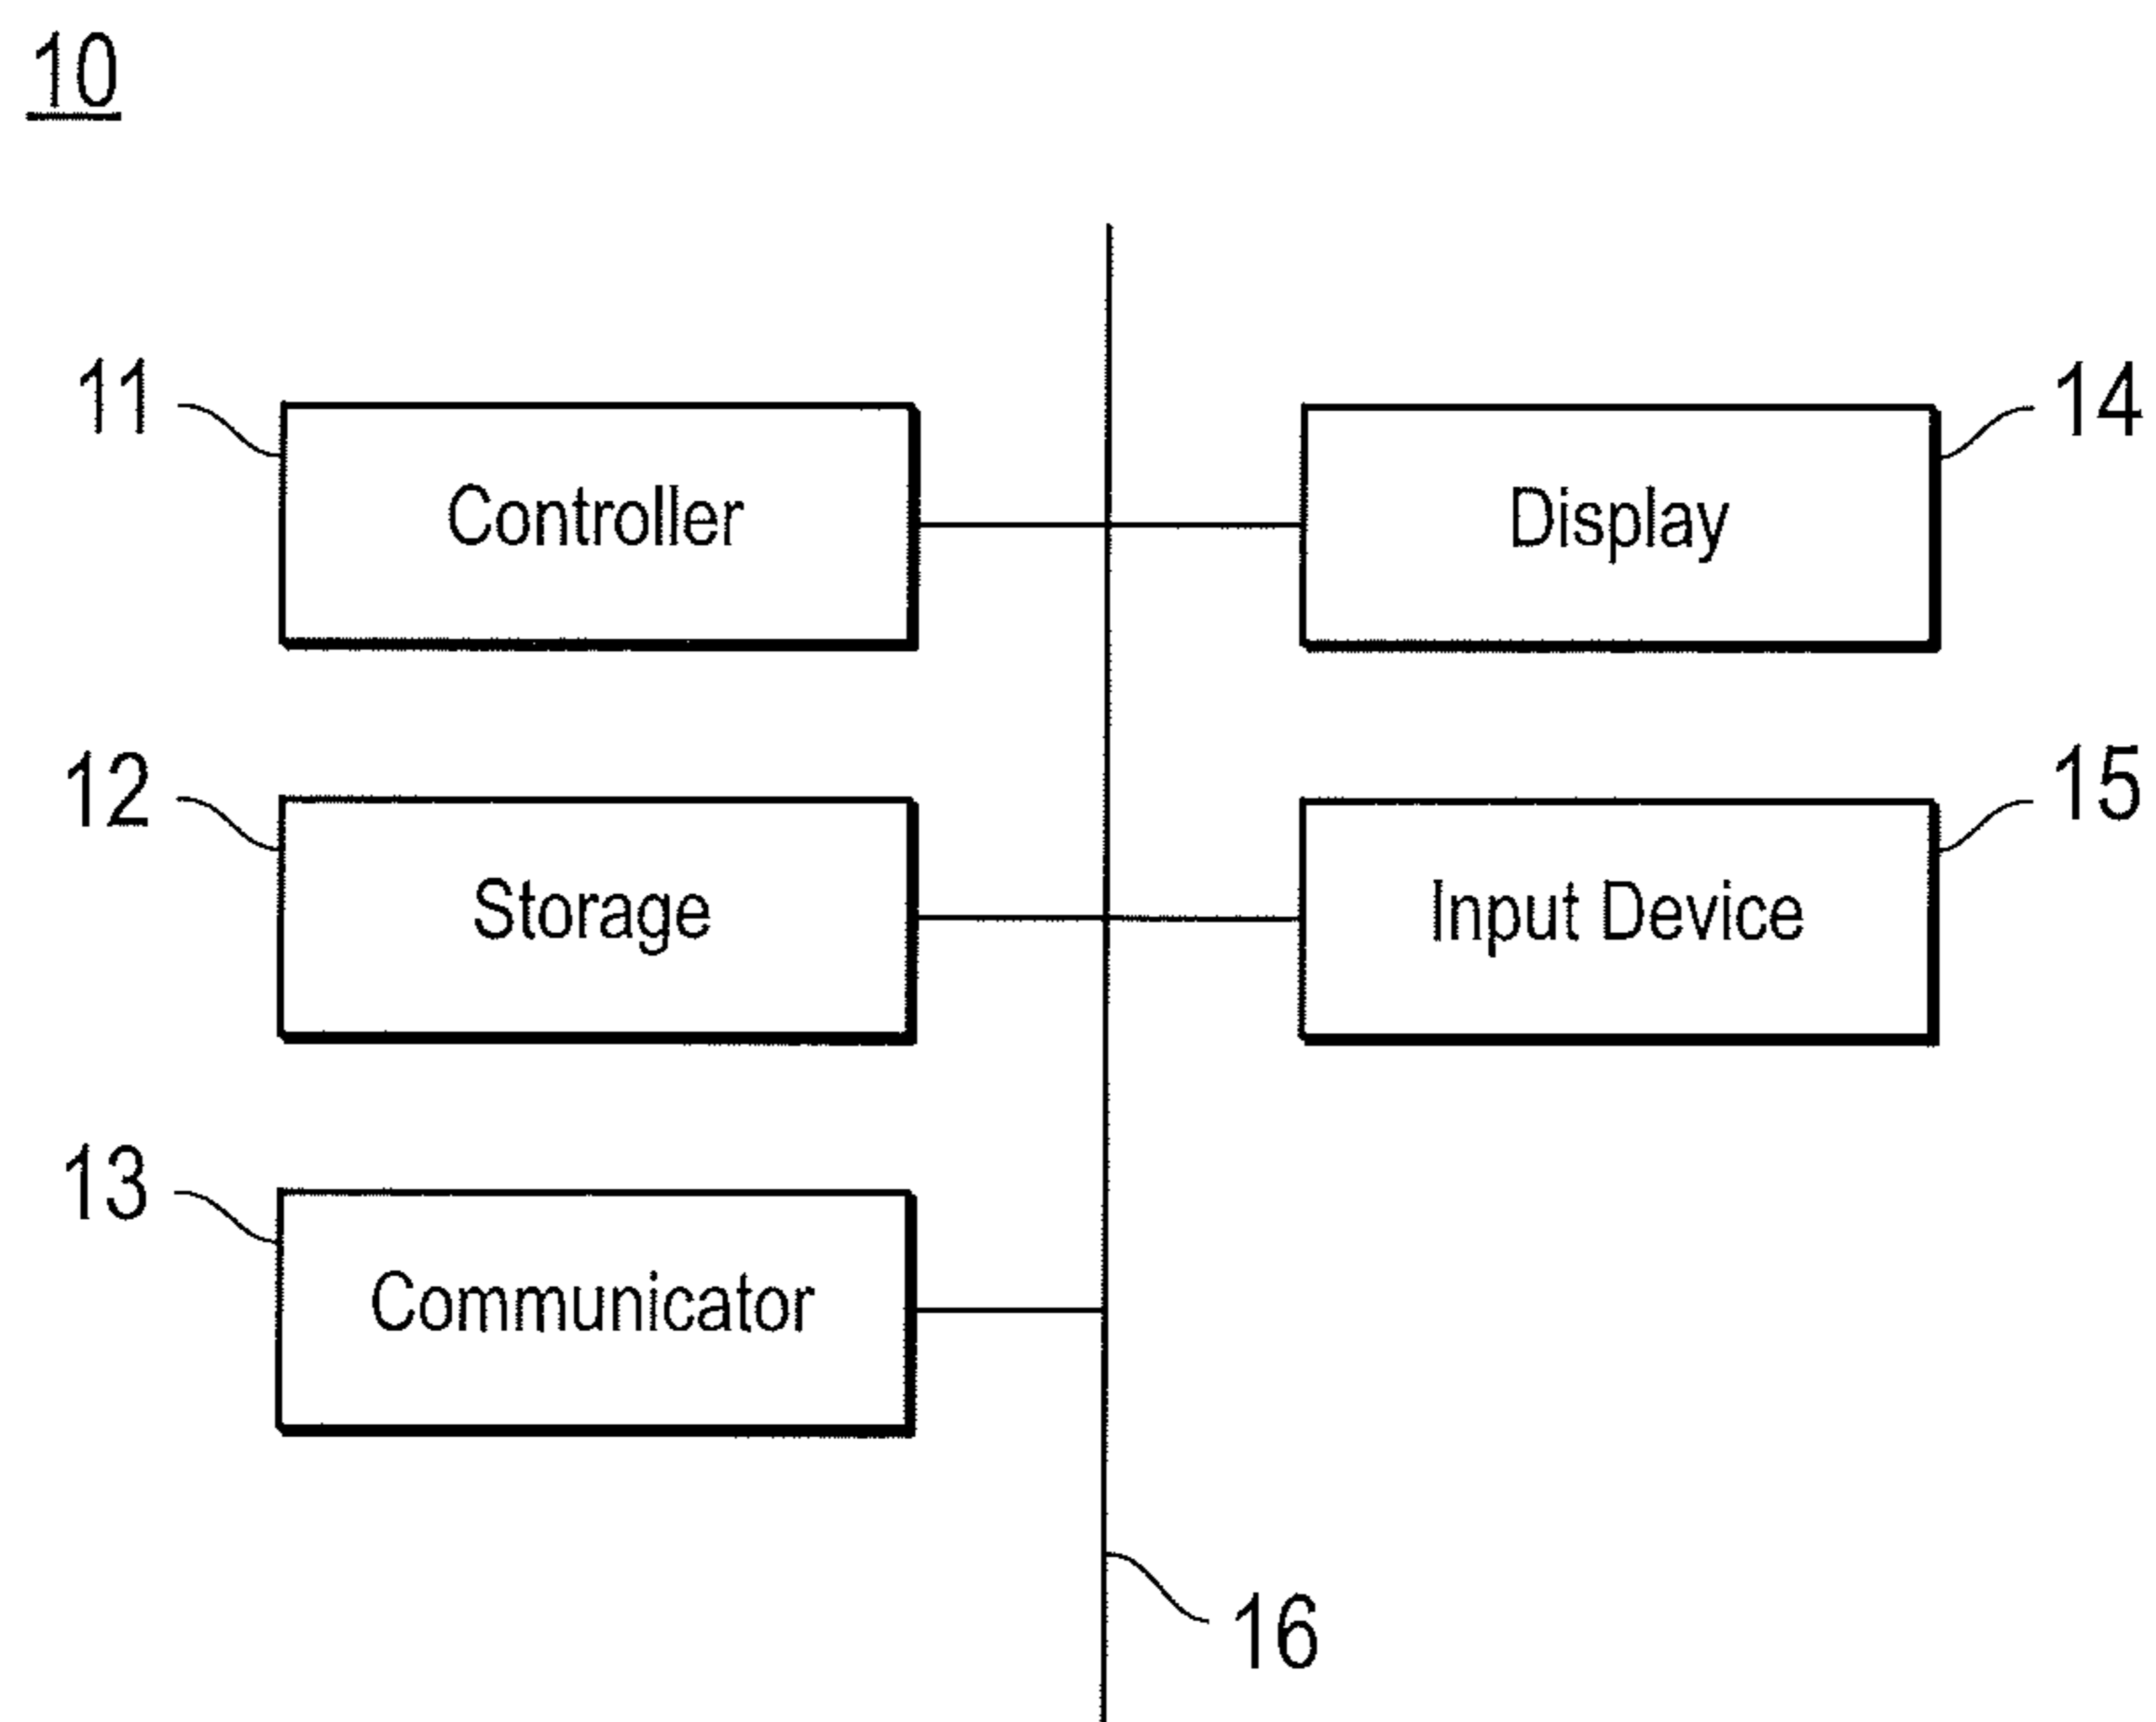 10
11
Controller
14
Display
12
Storage
15
Input Device
13
Communicator
16